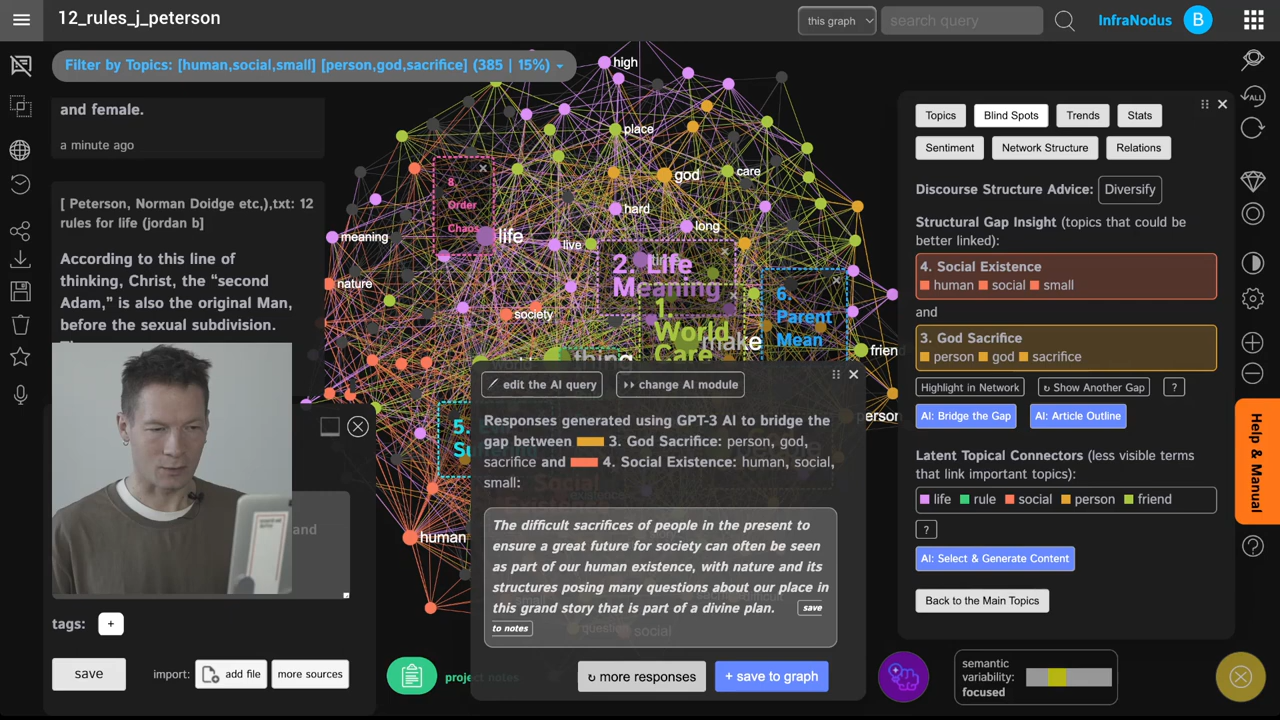 12_rules_j_peterson
this graph
search query
InfraNodus
B
Filter by Topics: [human,social,small] [person,god,sacrifice] (385 | 15%)
and female.
a minute ago
[ Peterson, Norman Doidge etc,),txt: 12
rules for life (jordan b]
According to this line of
thinking, Christ, the “second
Adam,” is also the original Man,
before the sexual subdivision.
and
tags:
+
save
import:
add file
more sources
project notes
high
place
god
care
hard
long
life
live
meaning
nature
society
thing
make
friend
person
human
question
social
8.
Order
Chaos
2. Life
Meaning
1.
World
Care
6.
Parent
Mean
5.
edit the AI query
change AI module
Responses generated using GPT-3 AI to bridge the
gap between 3. God Sacrifice: person, god,
sacrifice and 4. Social Existence: human, social,
small:
The difficult sacrifices of people in the present to
ensure a great future for society can often be seen
as part of our human existence, with nature and its
structures posing many questions about our place in
this grand story that is part of a divine plan. save
to notes
↻ more responses
+ save to graph
Topics
Blind Spots
Trends
Stats
Sentiment
Network Structure
Relations
Discourse Structure Advice: Diversify
Structural Gap Insight (topics that could be
better linked):
4. Social Existence
human social small
and
3. God Sacrifice
person god sacrifice
Highlight in Network
↻ Show Another Gap
?
AI: Bridge the Gap
AI: Article Outline
Latent Topical Connectors (less visible terms
that link important topics):
life rule social person friend
?
AI: Select & Generate Content
Back to the Main Topics
ALL
Help & Manual
semantic
variability:
focused